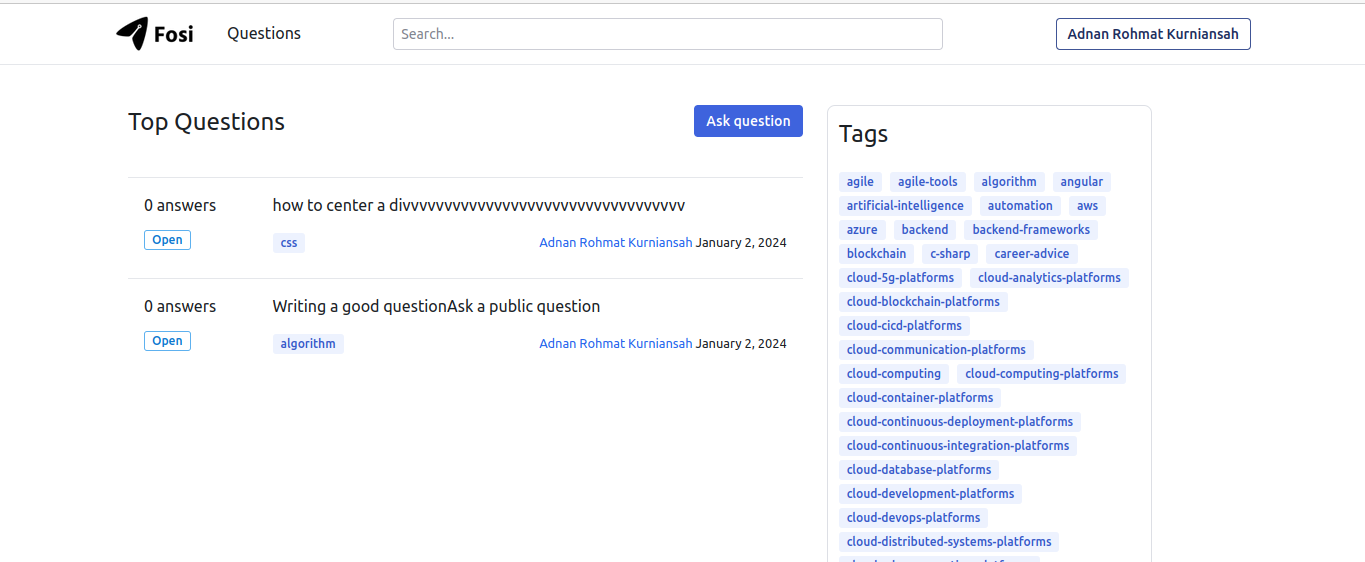 Fosi Questions Search... Adnan Rohmat Kurniansah
Top Questions
Ask question
0 answers
how to center a divvvvvvvvvvvvvvvvvvvvvvvvvvvvvvvvvv
Open
css
Adnan Rohmat Kurniansah January 2, 2024
0 answers
Writing a good questionAsk a public question
Open
algorithm
Adnan Rohmat Kurniansah January 2, 2024
Tags
agile agile-tools algorithm angular
artificial-intelligence automation aws
azure backend backend-frameworks
blockchain c-sharp career-advice
cloud-5g-platforms cloud-analytics-platforms
cloud-blockchain-platforms
cloud-cicd-platforms
cloud-communication-platforms
cloud-computing cloud-computing-platforms
cloud-container-platforms
cloud-continuous-deployment-platforms
cloud-continuous-integration-platforms
cloud-database-platforms
cloud-development-platforms
cloud-devops-platforms
cloud-distributed-systems-platforms